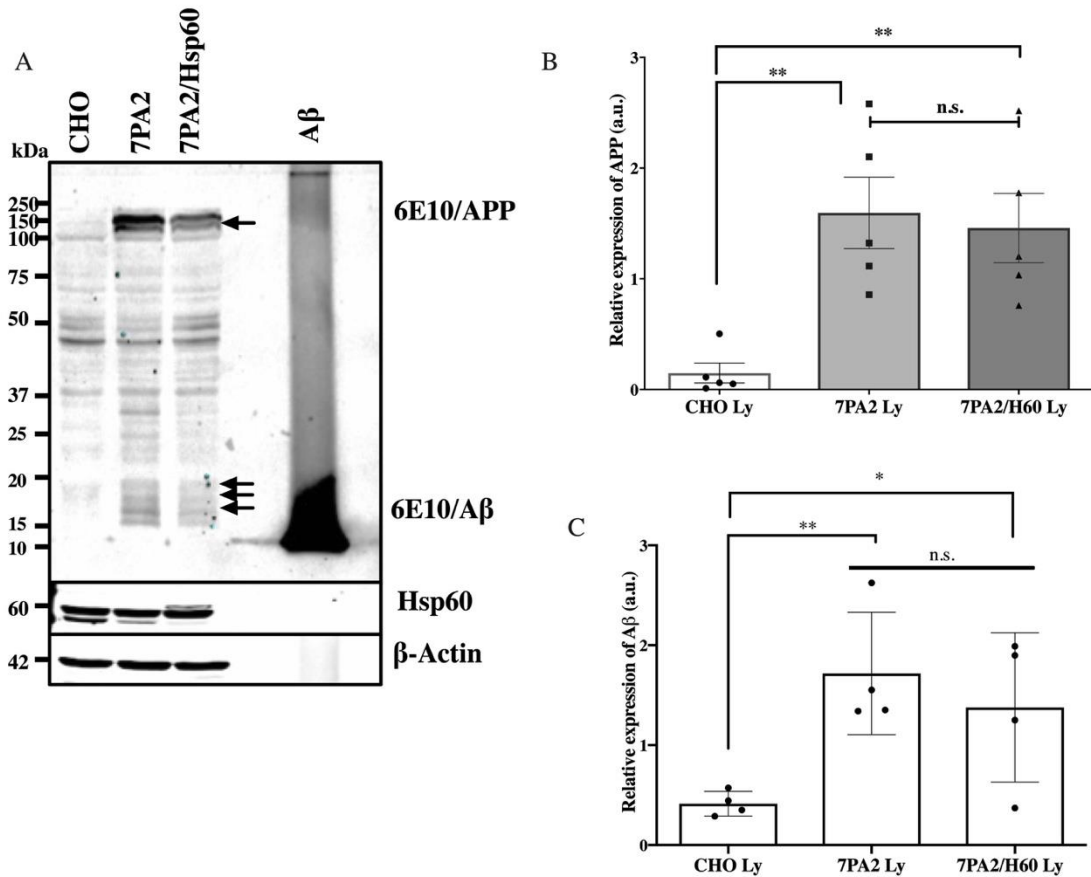 A
CHO
7PA2
7PA2/Hsp60
Aβ
kDa
250
150
100
75
50
37
25
20
15
10
60
42
6E10/APP
6E10/Aβ
Hsp60
β-Actin
B
**
**
n.s.
Relative expression of APP (a.u.)
3
2
1
0
CHO Ly 7PA2 Ly 7PA2/H60 Ly
C
*
**
n.s.
Relative expression of Aβ (a.u.)
3
2
1
0
CHO Ly 7PA2 Ly 7PA2/H60 Ly